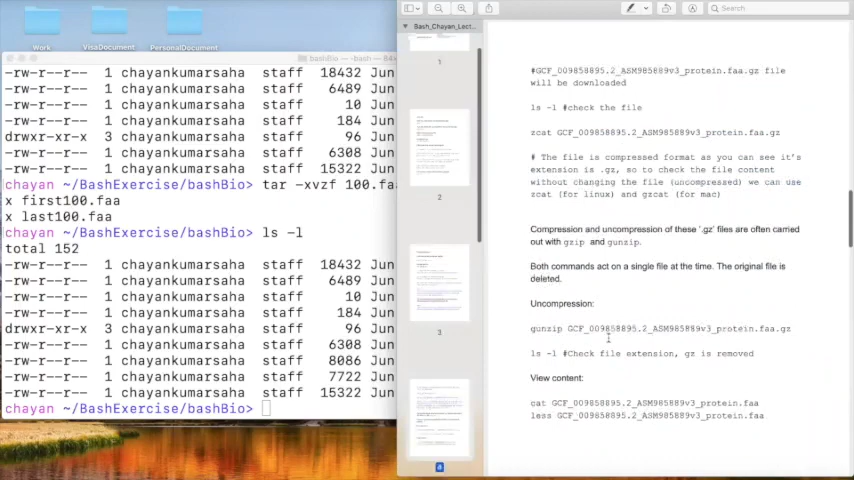 Work
VisaDocument
PersonalDocument
bashBio — -bash — 84×
-rw-r--r-- 1 chayankumarsaha staff 18432 Jun
-rw-r--r-- 1 chayankumarsaha staff 6489 Jun
-rw-r--r-- 1 chayankumarsaha staff 10 Jun
-rw-r--r-- 1 chayankumarsaha staff 184 Jun
drwxr-xr-x 3 chayankumarsaha staff 96 Jun
-rw-r--r-- 1 chayankumarsaha staff 6308 Jun
-rw-r--r-- 1 chayankumarsaha staff 15322 Jun
chayan ~/BashExercise/bashBio> tar -xvzf 100.faa
x first100.faa
x last100.faa
chayan ~/BashExercise/bashBio> ls -l
total 152
-rw-r--r-- 1 chayankumarsaha staff 18432 Jun
-rw-r--r-- 1 chayankumarsaha staff 6489 Jun
-rw-r--r-- 1 chayankumarsaha staff 10 Jun
-rw-r--r-- 1 chayankumarsaha staff 184 Jun
drwxr-xr-x 3 chayankumarsaha staff 96 Jun
-rw-r--r-- 1 chayankumarsaha staff 6308 Jun
-rw-r--r-- 1 chayankumarsaha staff 8086 Jun
-rw-r--r-- 1 chayankumarsaha staff 7722 Jun
-rw-r--r-- 1 chayankumarsaha staff 15322 Jun
chayan ~/BashExercise/bashBio>
Search
Bash_Chayan_Lect...
1
2
3
4
#GCF_009858895.2_ASM985889v3_protein.faa.gz file
will be downloaded
ls -l #check the file
zcat GCF_009858895.2_ASM985889v3_protein.faa.gz
# The file is compressed format as you can see it's
extension is .gz, so to check the file content
without changing the file (uncompressed) we can use
zcat (for linux) and gzcat (for mac)
Compression and uncompression of these '.gz' files are often carried
out with gzip and gunzip.
Both commands act on a single file at the time. The original file is
deleted.
Uncompression:
gunzip GCF_009858895.2_ASM985889v3_protein.faa.gz
ls -l #Check file extension, gz is removed
View content:
cat GCF_009858895.2_ASM985889v3_protein.faa
less GCF_009858895.2_ASM985889v3_protein.faa